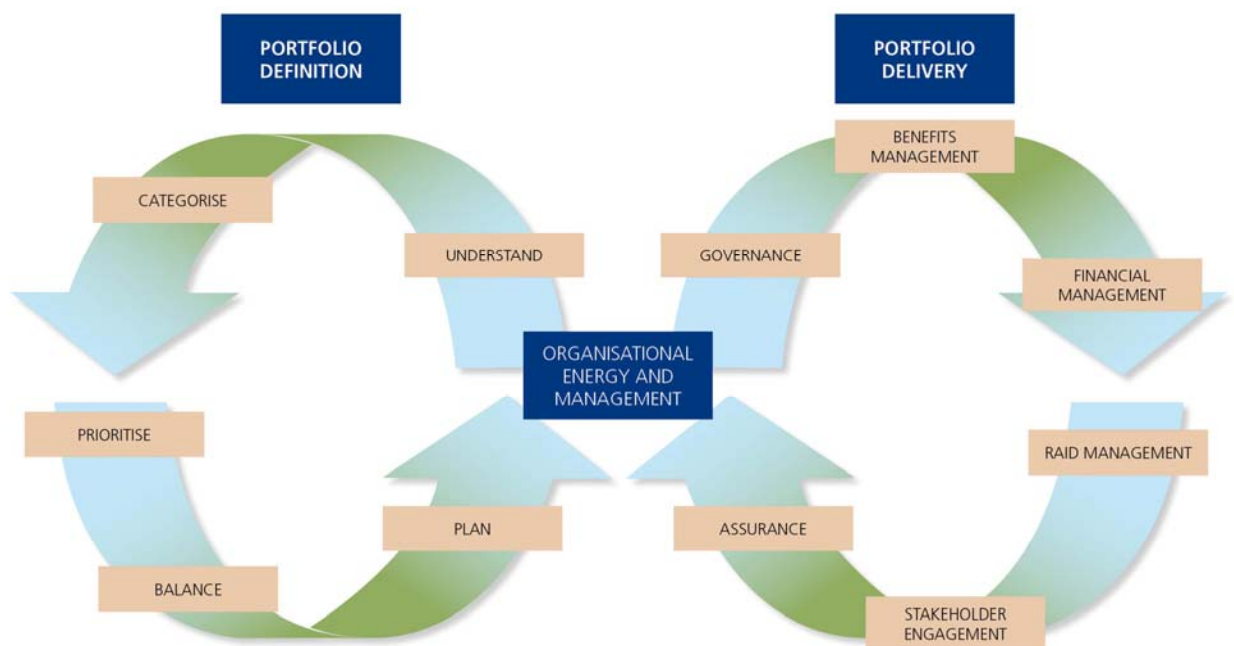 PORTFOLIO
DEFINITION
PORTFOLIO
DELIVERY
BENEFITS
MANAGEMENT
CATEGORISE
UNDERSTAND
GOVERNANCE
FINANCIAL
MANAGEMENT
ORGANISATIONAL
ENERGY AND
MANAGEMENT
PRIORITISE
RAID MANAGEMENT
PLAN
ASSURANCE
BALANCE
STAKEHOLDER
ENGAGEMENT